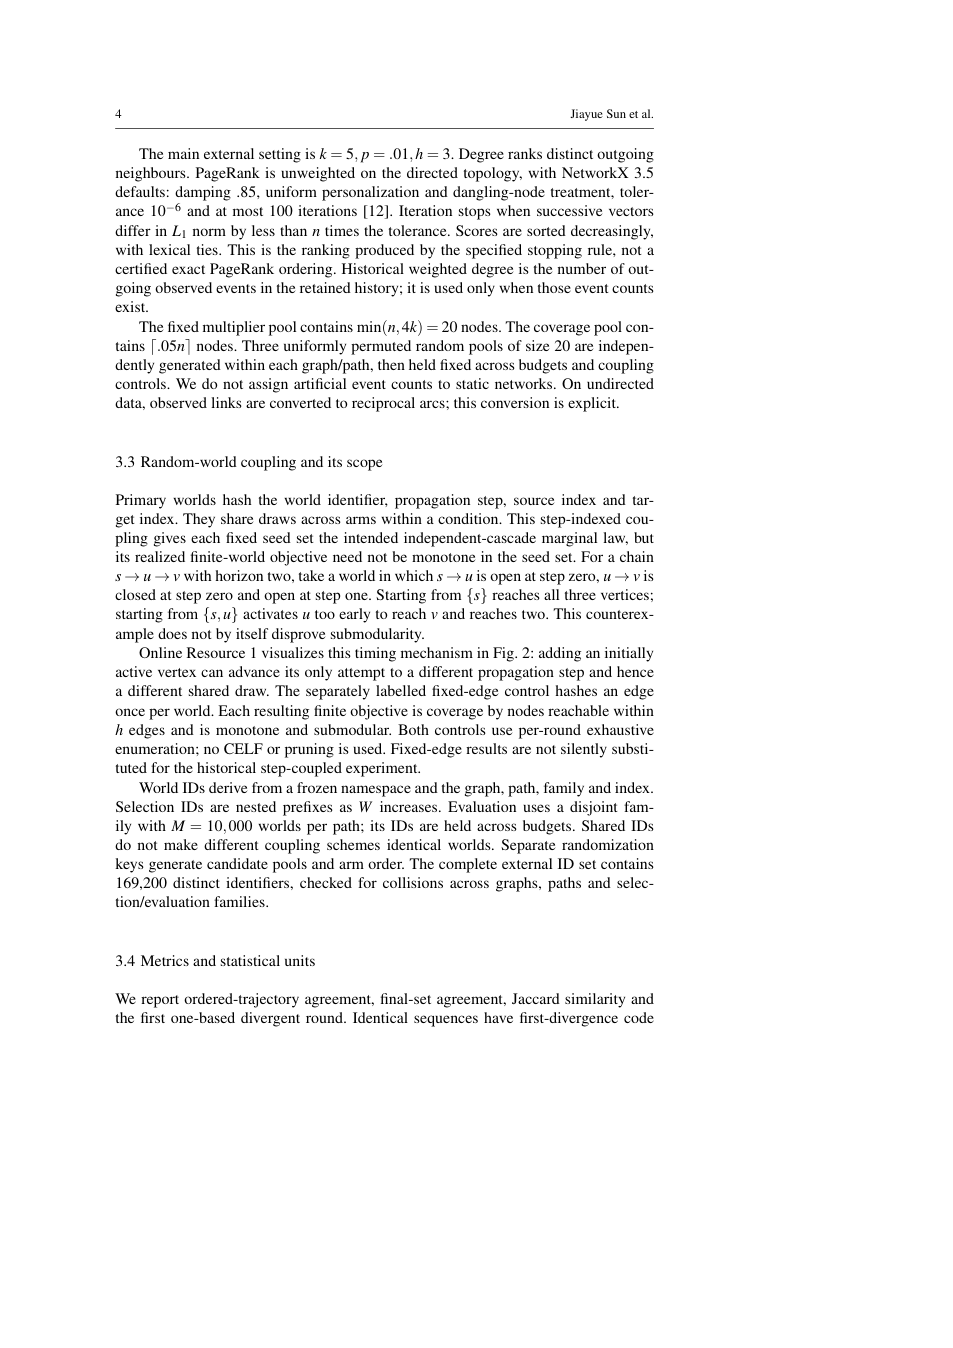 4 Jiayue Sun et al.
The main external setting is k = 5, p = .01, h = 3. Degree ranks distinct outgoing
neighbours. PageRank is unweighted on the directed topology, with NetworkX 3.5
defaults: damping .85, uniform personalization and dangling-node treatment, toler-
ance 10⁻⁶ and at most 100 iterations [12]. Iteration stops when successive vectors
differ in L₁ norm by less than n times the tolerance. Scores are sorted decreasingly,
with lexical ties. This is the ranking produced by the specified stopping rule, not a
certified exact PageRank ordering. Historical weighted degree is the number of out-
going observed events in the retained history; it is used only when those event counts
exist.
The fixed multiplier pool contains min(n, 4k) = 20 nodes. The coverage pool con-
tains ⌈.05n⌉ nodes. Three uniformly permuted random pools of size 20 are indepen-
dently generated within each graph/path, then held fixed across budgets and coupling
controls. We do not assign artificial event counts to static networks. On undirected
data, observed links are converted to reciprocal arcs; this conversion is explicit.
3.3 Random-world coupling and its scope
Primary worlds hash the world identifier, propagation step, source index and tar-
get index. They share draws across arms within a condition. This step-indexed cou-
pling gives each fixed seed set the intended independent-cascade marginal law, but
its realized finite-world objective need not be monotone in the seed set. For a chain
s → u → v with horizon two, take a world in which s → u is open at step zero, u → v is
closed at step zero and open at step one. Starting from {s} reaches all three vertices;
starting from {s, u} activates u too early to reach v and reaches two. This counterex-
ample does not by itself disprove submodularity.
Online Resource 1 visualizes this timing mechanism in Fig. 2: adding an initially
active vertex can advance its only attempt to a different propagation step and hence
a different shared draw. The separately labelled fixed-edge control hashes an edge
once per world. Each resulting finite objective is coverage by nodes reachable within
h edges and is monotone and submodular. Both controls use per-round exhaustive
enumeration; no CELF or pruning is used. Fixed-edge results are not silently substi-
tuted for the historical step-coupled experiment.
World IDs derive from a frozen namespace and the graph, path, family and index.
Selection IDs are nested prefixes as W increases. Evaluation uses a disjoint fam-
ily with M = 10,000 worlds per path; its IDs are held across budgets. Shared IDs
do not make different coupling schemes identical worlds. Separate randomization
keys generate candidate pools and arm order. The complete external ID set contains
169,200 distinct identifiers, checked for collisions across graphs, paths and selec-
tion/evaluation families.
3.4 Metrics and statistical units
We report ordered-trajectory agreement, final-set agreement, Jaccard similarity and
the first one-based divergent round. Identical sequences have first-divergence code